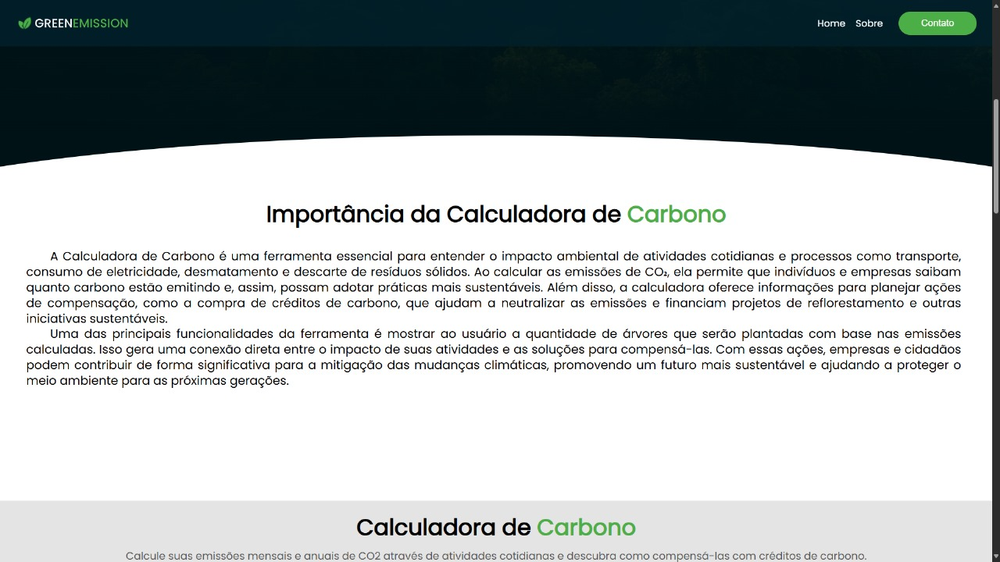 GREENEMISSION
Home
Sobre
Contato
Importância da Calculadora de Carbono
A Calculadora de Carbono é uma ferramenta essencial para entender o impacto ambiental de atividades cotidianas e processos como transporte,
consumo de eletricidade, desmatamento e descarte de resíduos sólidos. Ao calcular as emissões de CO₂, ela permite que indivíduos e empresas saibam
quanto carbono estão emitindo e, assim, possam adotar práticas mais sustentáveis. Além disso, a calculadora oferece informações para planejar ações
de compensação, como a compra de créditos de carbono, que ajudam a neutralizar as emissões e financiam projetos de reflorestamento e outras
iniciativas sustentáveis.
Uma das principais funcionalidades da ferramenta é mostrar ao usuário a quantidade de árvores que serão plantadas com base nas emissões
calculadas. Isso gera uma conexão direta entre o impacto de suas atividades e as soluções para compensá-las. Com essas ações, empresas e cidadãos
podem contribuir de forma significativa para a mitigação das mudanças climáticas, promovendo um futuro mais sustentável e ajudando a proteger o
meio ambiente para as próximas gerações.
Calculadora de Carbono
Calcule suas emissões mensais e anuais de CO2 através de atividades cotidianas e descubra como compensá-las com créditos de carbono.